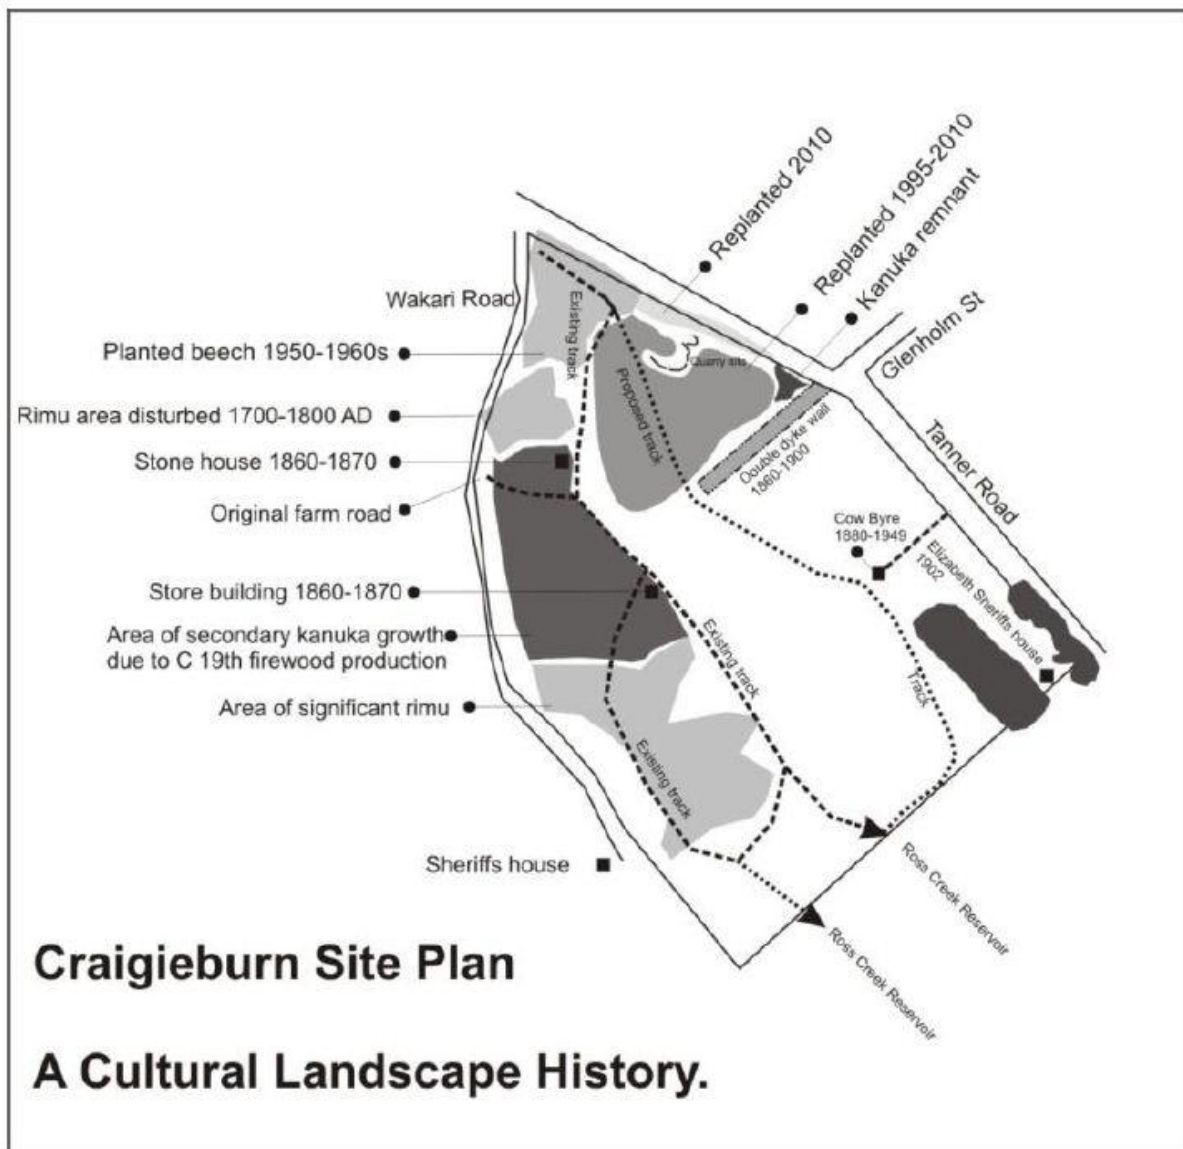 Replanted 2010
Replanted 1995-2010
Kanuka remnant
Glenholm St
Tanner Road
Wakari Road
Existing track
Quarry site
Planted beech 1950-1960s
Proposed track
Rimu area disturbed 1700-1800 AD
Double dyke wall
1860-1900
Stone house 1860-1870
Original farm road
Cow Byre
1880-1949
Elizabeth Sheriffs house
1902
Store building 1860-1870
Area of secondary kanuka growth
due to C 19th firewood production
Existing track
Track
Area of significant rimu
Existing track
Sheriffs house
Ross Creek Reservoir
Ross Creek Reservoir
Craigieburn Site Plan
A Cultural Landscape History.